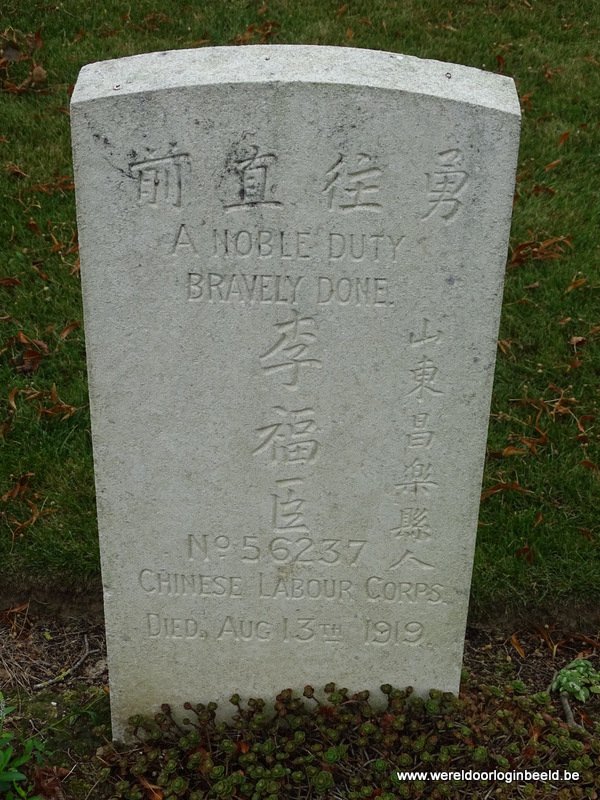 勇往直前
A NOBLE DUTY
BRAVELY DONE.
山東昌樂縣人
李福臣
No 56237
CHINESE LABOUR CORPS.
DIED, AUG 13TH 1919.
www.wereldoorloginbeeld.be